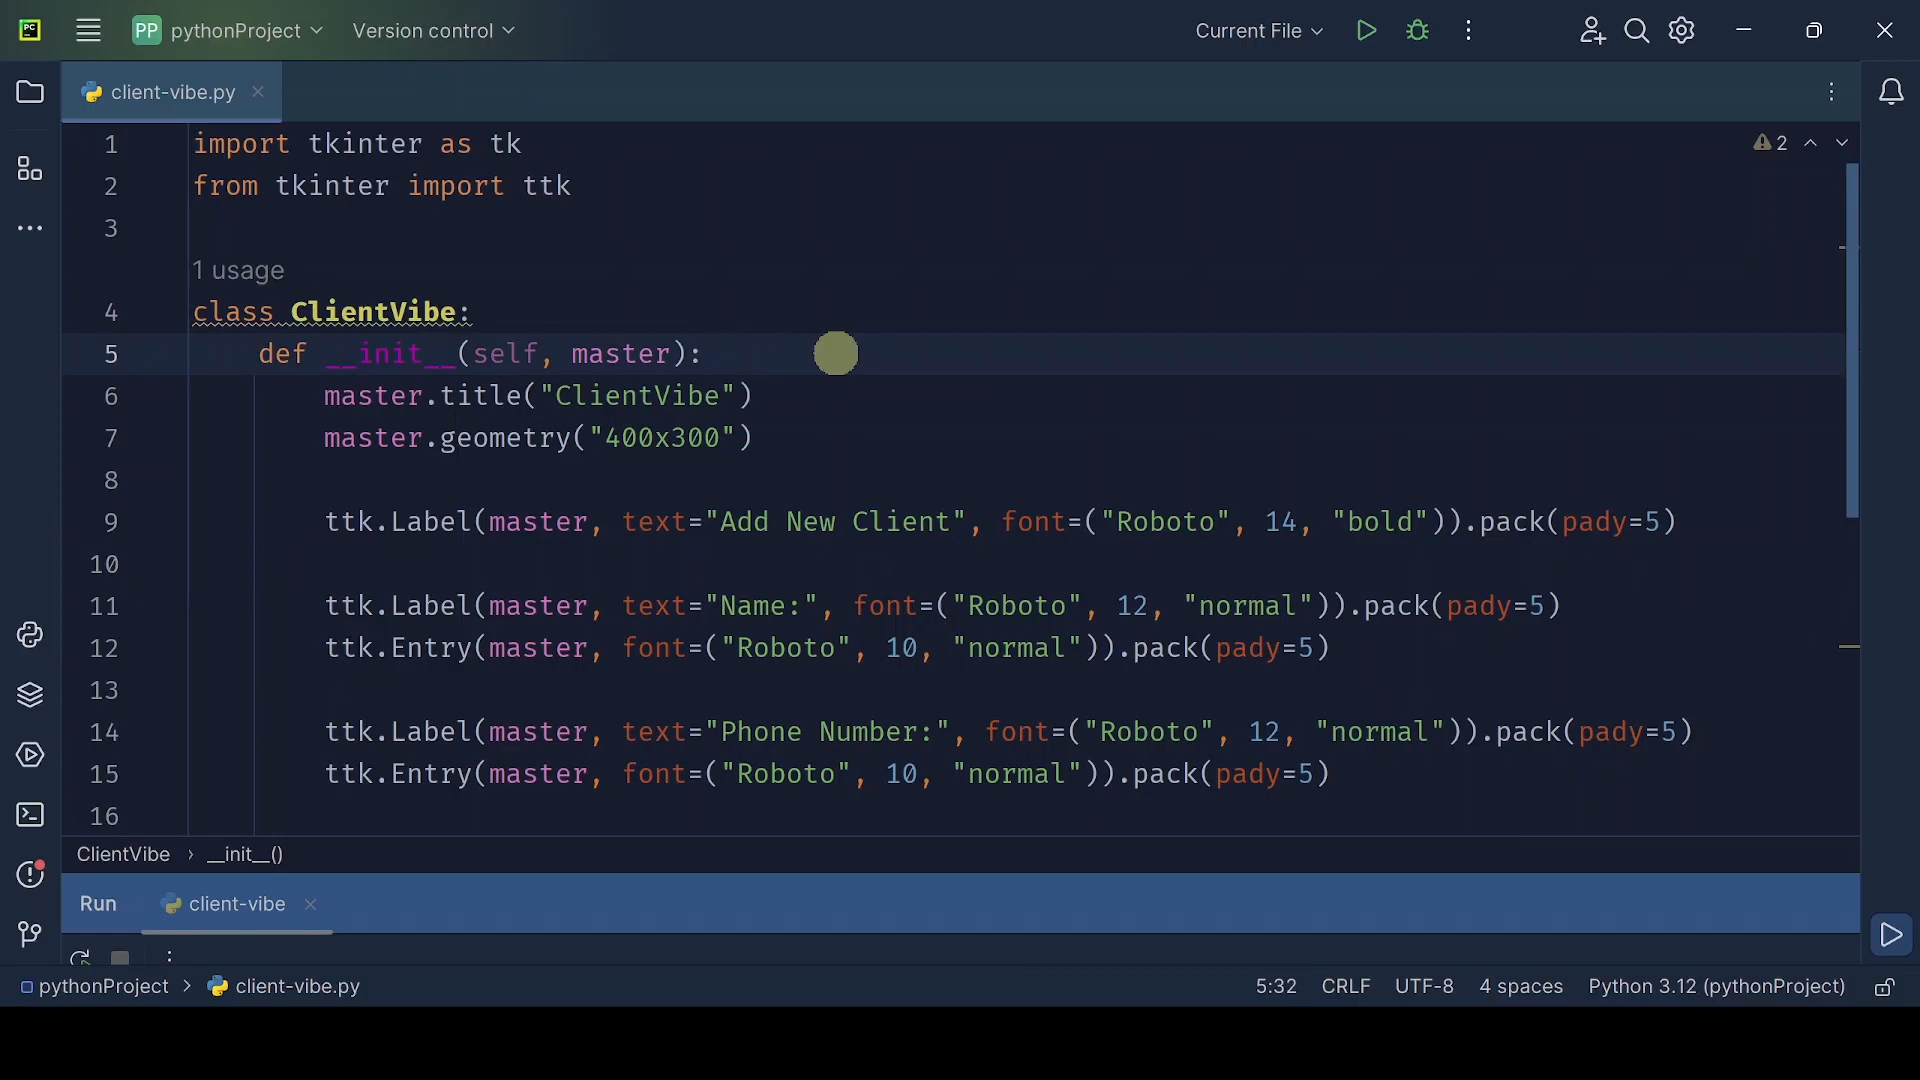 PC
PP pythonProject Version control Current File
client-vibe.py
1 import tkinter as tk 2
2 from tkinter import ttk
3
1 usage
4 class ClientVibe:
5 def __init__(self, master):
6 master.title("ClientVibe")
7 master.geometry("400x300")
8
9 ttk.Label(master, text="Add New Client", font=("Roboto", 14, "bold")).pack(pady=5)
10
11 ttk.Label(master, text="Name:", font=("Roboto", 12, "normal")).pack(pady=5)
12 ttk.Entry(master, font=("Roboto", 10, "normal")).pack(pady=5)
13
14 ttk.Label(master, text="Phone Number:", font=("Roboto", 12, "normal")).pack(pady=5)
15 ttk.Entry(master, font=("Roboto", 10, "normal")).pack(pady=5)
16
ClientVibe › __init__()
Run client-vibe
pythonProject > client-vibe.py 5:32 CRLF UTF-8 4 spaces Python 3.12 (pythonProject)